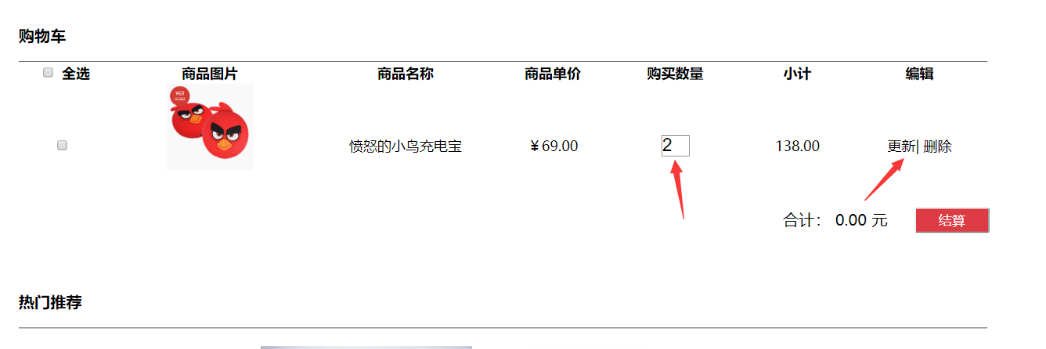 购物车
全选 商品图片 商品名称 商品单价 购买数量 小计 编辑
愤怒的小鸟充电宝 ¥69.00 2 138.00 更新| 删除
合计： 0.00 元 结算
热门推荐